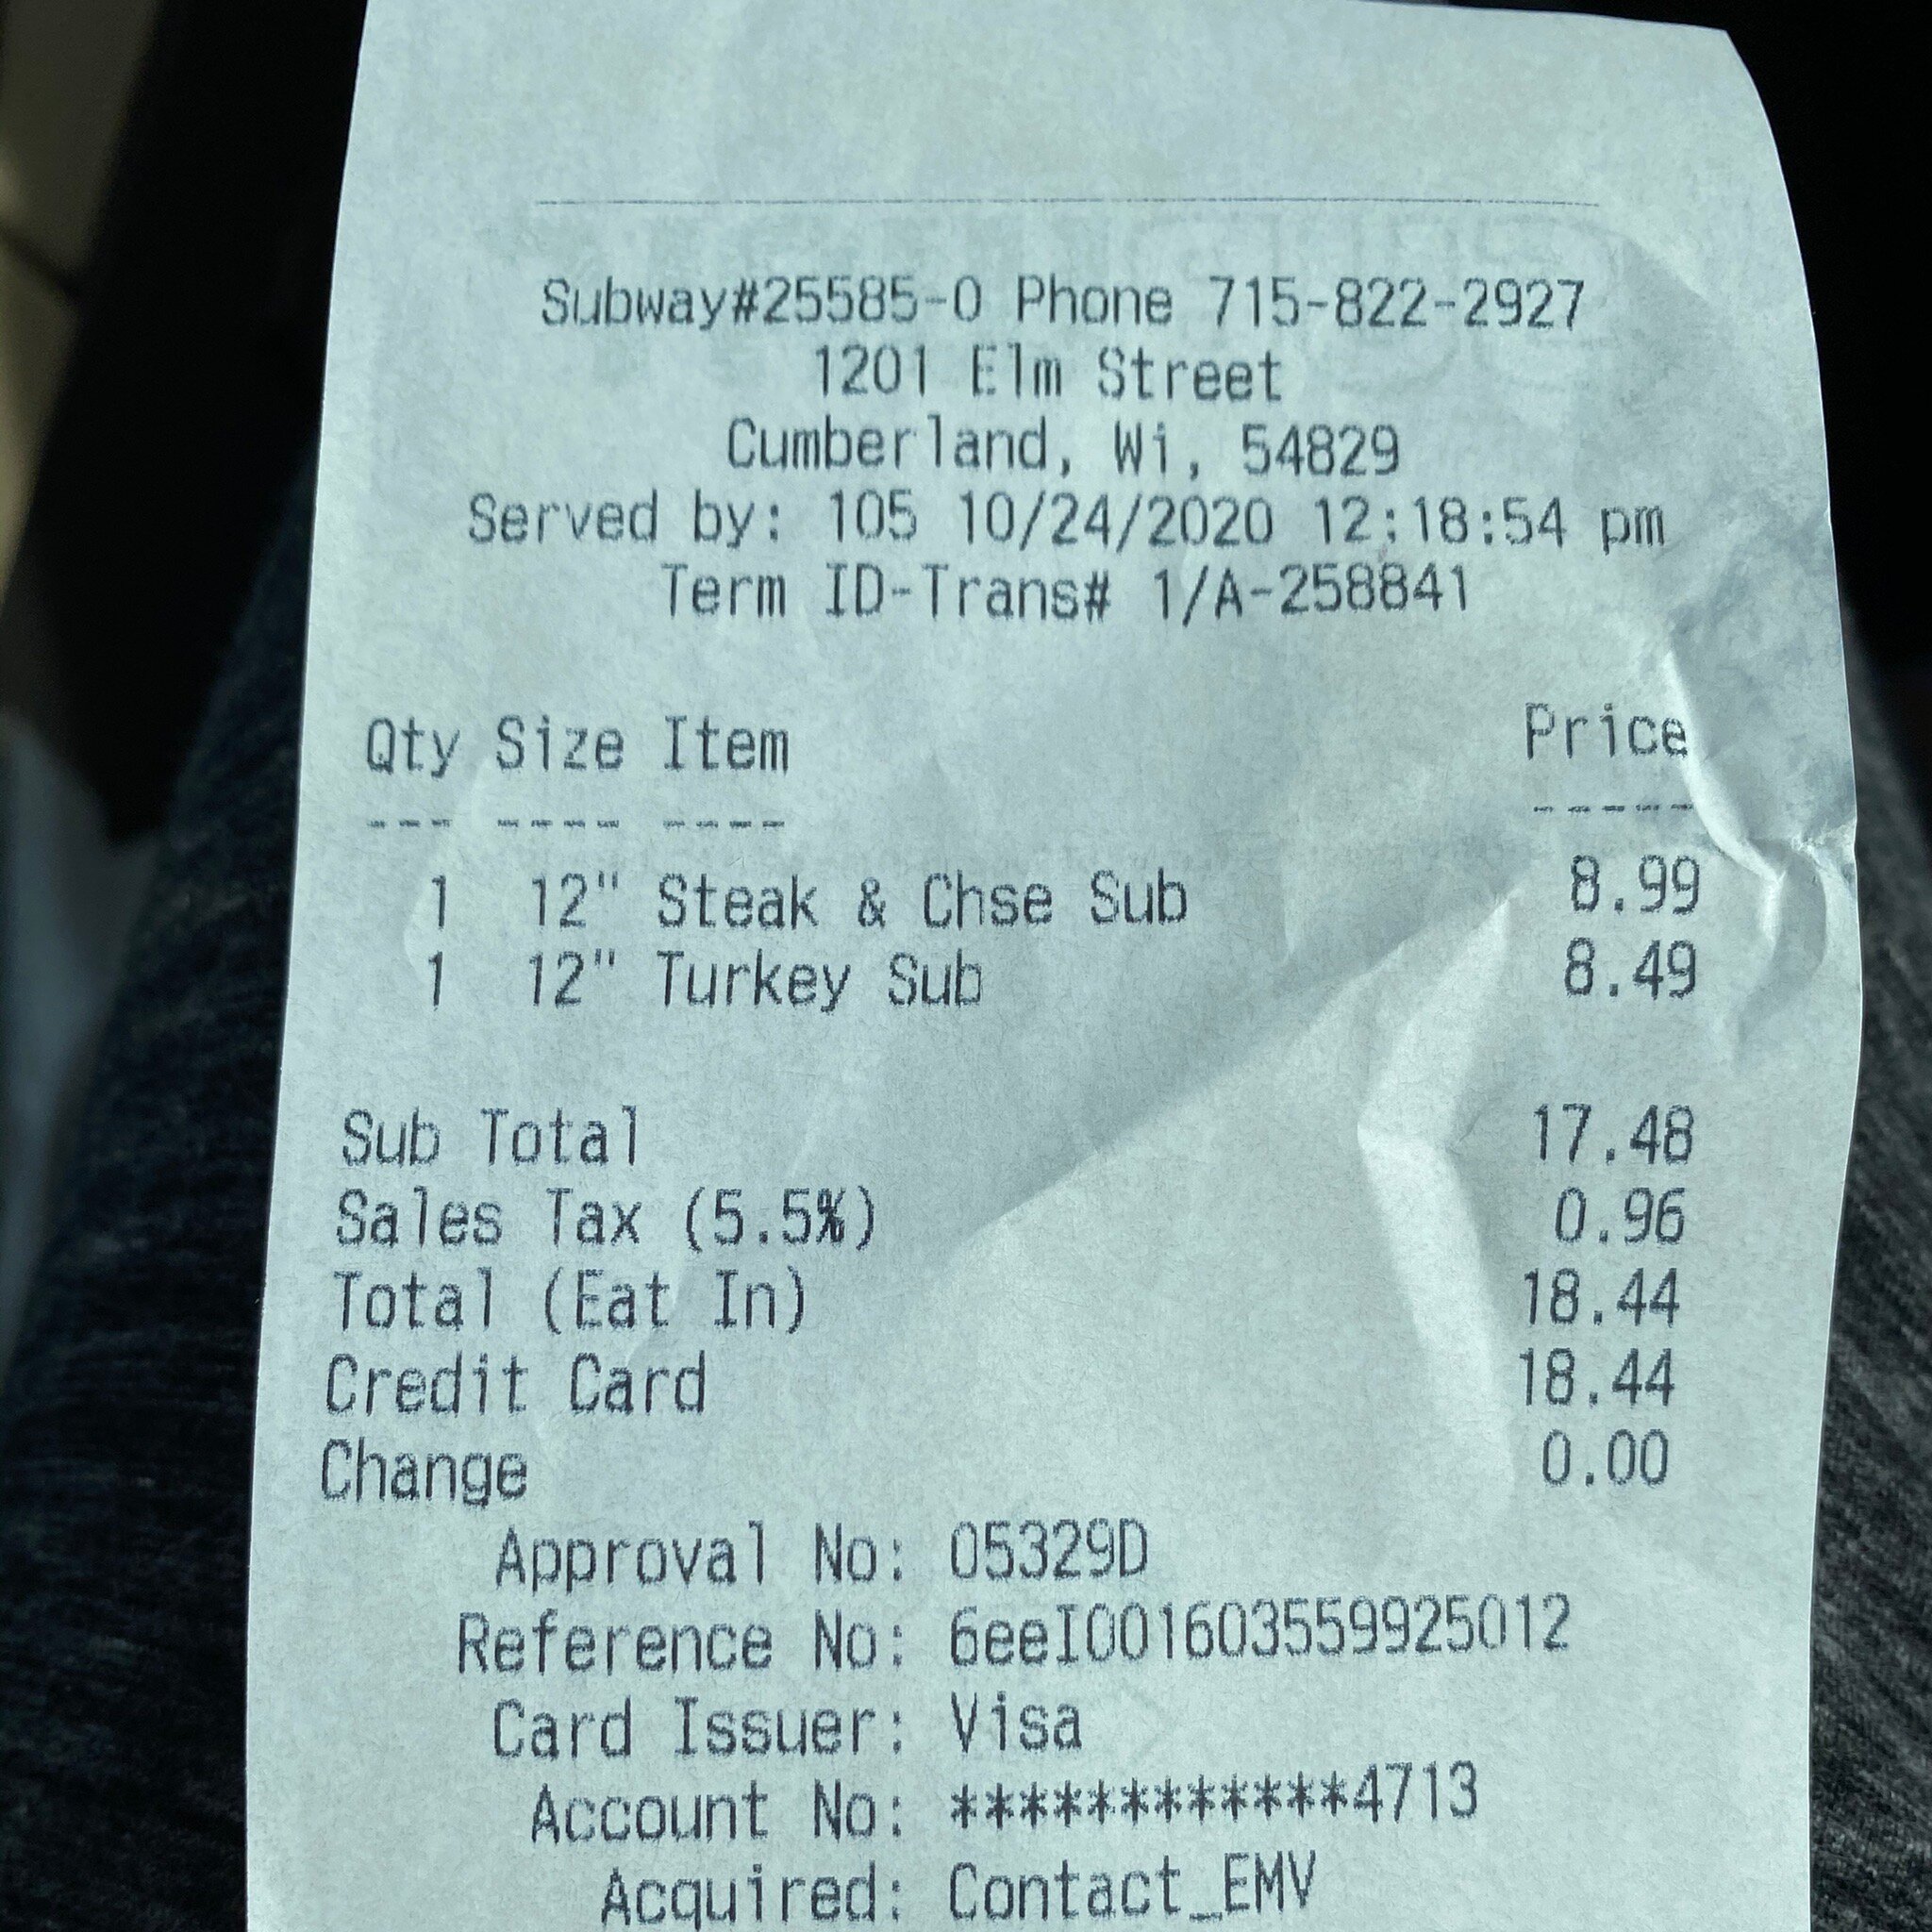 Subway#25585-0 Phone 715-822-2927
1201 Elm Street
Cumberland, Wi, 54829
Served by: 105 10/24/2020 12:18:54 pm
Term ID-Trans# 1/A-258841
Qty Size Item Price
--- ---- ---- -----
1 12" Steak & Chse Sub 8.99
1 12" Turkey Sub 8.49
Sub Total 17.48
Sales Tax (5.5%) 0.96
Total (Eat In) 18.44
Credit Card 18.44
Change 0.00
Approval No: 05329D
Reference No: 6eeI001603559925012
Card Issuer: Visa
Account No: ************4713
Acquired: Contact_EMV